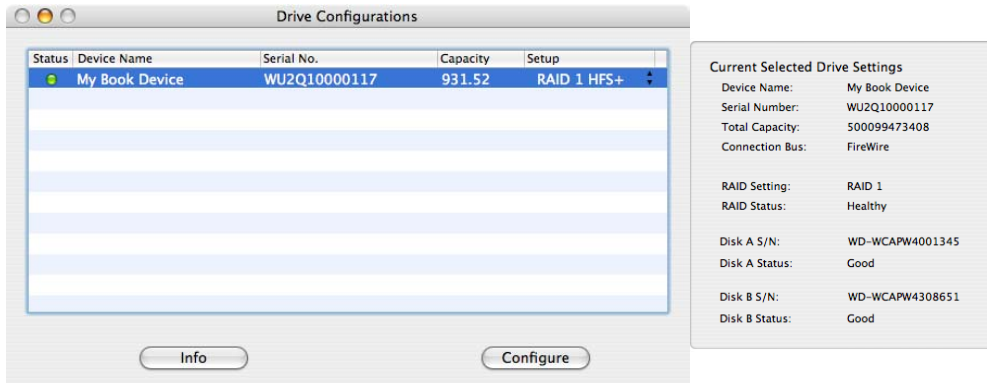 Drive Configurations
Status Device Name Serial No. Capacity Setup
My Book Device WU2Q10000117 931.52 RAID 1 HFS+
Info Configure
Current Selected Drive Settings
Device Name: My Book Device
Serial Number: WU2Q10000117
Total Capacity: 500099473408
Connection Bus: FireWire
RAID Setting: RAID 1
RAID Status: Healthy
Disk A S/N: WD-WCAPW4001345
Disk A Status: Good
Disk B S/N: WD-WCAPW4308651
Disk B Status: Good